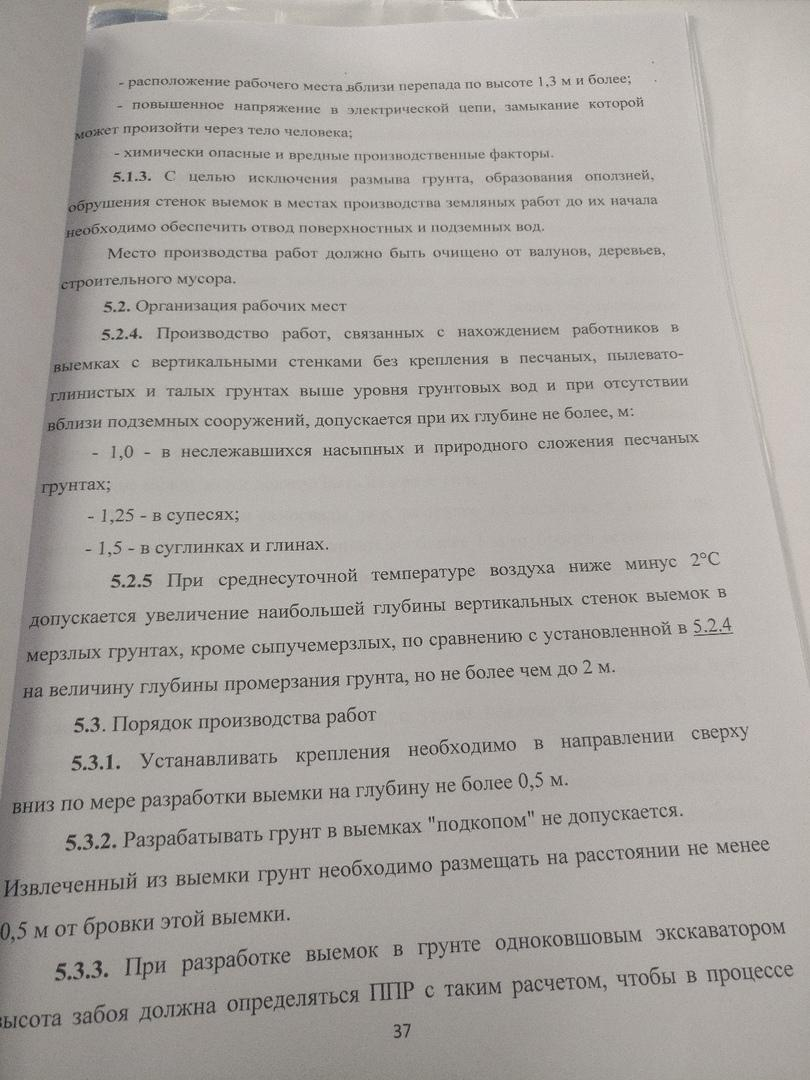 - расположение рабочего места вблизи перепада по высоте 1,3 м и более;
- повышенное напряжение в электрической цепи, замыкание которой
может произойти через тело человека;
- химически опасные и вредные производственные факторы.
5.1.3. С целью исключения размыва грунта, образования оползней,
обрушения стенок выемок в местах производства земляных работ до их начала
необходимо обеспечить отвод поверхностных и подземных вод.
Место производства работ должно быть очищено от валунов, деревьев,
строительного мусора.
5.2. Организация рабочих мест
5.2.4. Производство работ, связанных с нахождением работников в
выемках с вертикальными стенками без крепления в песчаных, пылевато-
глинистых и талых грунтах выше уровня грунтовых вод и при отсутствии
вблизи подземных сооружений, допускается при их глубине не более, м:
- 1,0 - в неслежавшихся насыпных и природного сложения песчаных
грунтах;
- 1,25 - в супесях;
- 1,5 - в суглинках и глинах.
5.2.5 При среднесуточной температуре воздуха ниже минус 2°С
допускается увеличение наибольшей глубины вертикальных стенок выемок в
мерзлых грунтах, кроме сыпучемерзлых, по сравнению с установленной в 5.2.4
на величину глубины промерзания грунта, но не более чем до 2 м.
5.3. Порядок производства работ
5.3.1. Устанавливать крепления необходимо в направлении сверху
вниз по мере разработки выемки на глубину не более 0,5 м.
5.3.2. Разрабатывать грунт в выемках "подкопом" не допускается.
Извлеченный из выемки грунт необходимо размещать на расстоянии не менее
0,5 м от бровки этой выемки.
5.3.3. При разработке выемок в грунте одноковшовым экскаватором
высота забоя должна определяться ППР с таким расчетом, чтобы в процессе
37